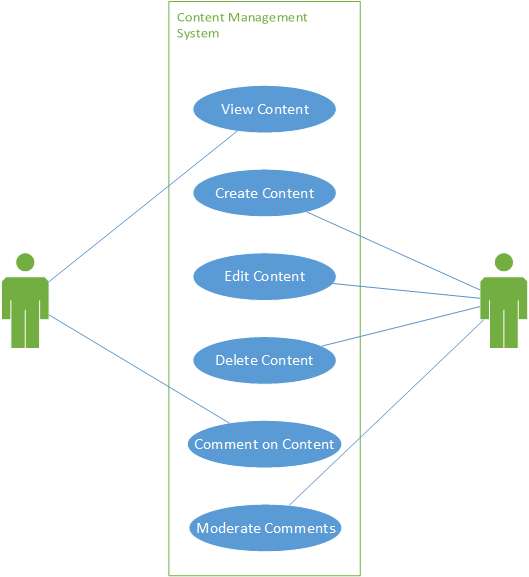 Content Management
System
View Content
Create Content
Edit Content
Delete Content
Comment on Content
Moderate Comments